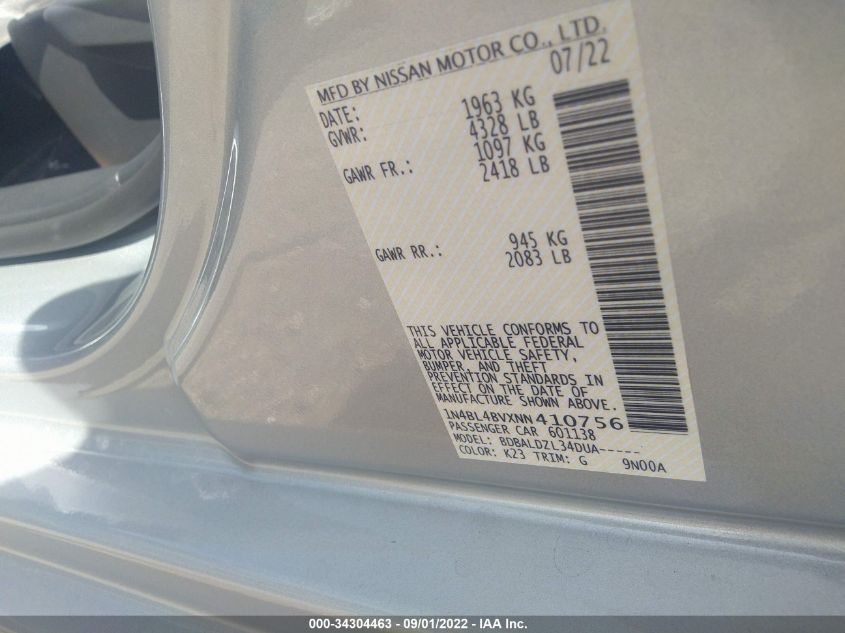 MFD BY NISSAN MOTOR CO., LTD.
DATE: 07/22
GVWR: 1963 KG
4328 LB
GAWR FR.: 1097 KG
2418 LB
GAWR RR.: 945 KG
2083 LB
THIS VEHICLE CONFORMS TO
ALL APPLICABLE FEDERAL
MOTOR VEHICLE SAFETY,
BUMPER, AND THEFT
PREVENTION STANDARDS IN
EFFECT ON THE DATE OF
MANUFACTURE SHOWN ABOVE.
1N4BL4BVXNN410756
PASSENGER CAR 601138
MODEL: BDBALDZL34DUA-----
COLOR: K23 TRIM: G 9N00A
000-34304463 - 09/01/2022 - IAA Inc.